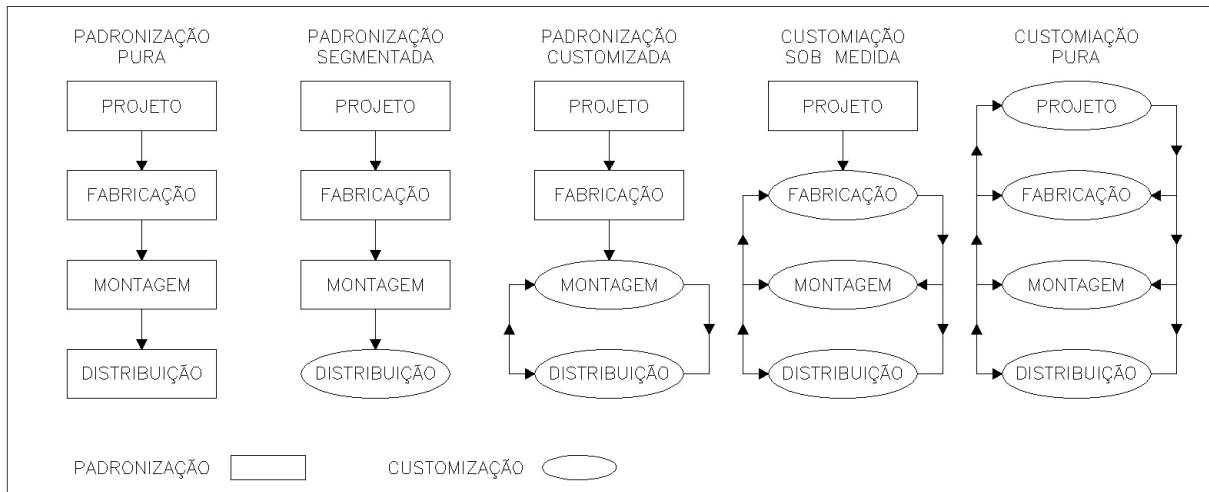 PADRONIZAÇÃO
PURA
PADRONIZAÇÃO
SEGMENTADA
PADRONIZAÇÃO
CUSTOMIZADA
CUSTOMIAÇÃO
SOB MEDIDA
CUSTOMIAÇÃO
PURA
PROJETO
PROJETO
PROJETO
PROJETO
PROJETO
FABRICAÇÃO
FABRICAÇÃO
FABRICAÇÃO
FABRICAÇÃO
FABRICAÇÃO
MONTAGEM
MONTAGEM
MONTAGEM
MONTAGEM
MONTAGEM
DISTRIBUIÇÃO
DISTRIBUIÇÃO
DISTRIBUIÇÃO
DISTRIBUIÇÃO
DISTRIBUIÇÃO
PADRONIZAÇÃO
CUSTOMIZAÇÃO